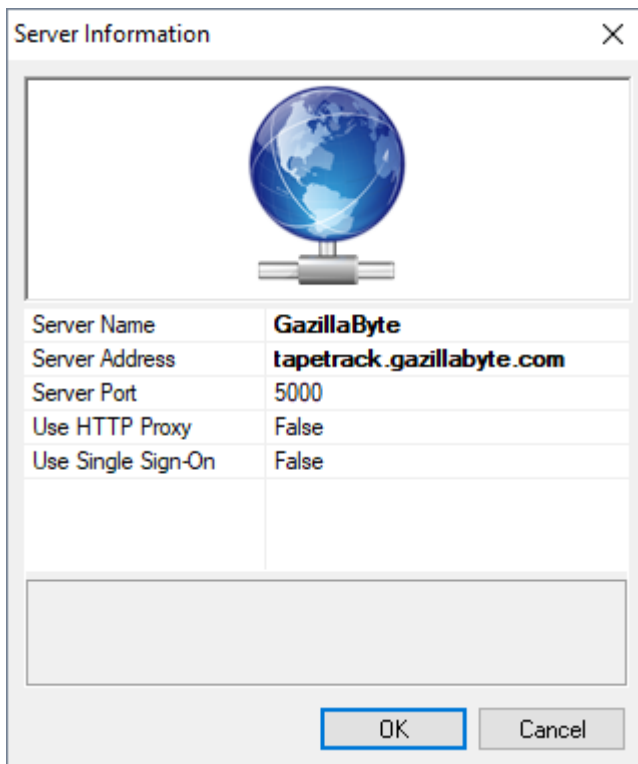 Server Information
Server Name GazillaByte
Server Address tapetrack.gazillabyte.com
Server Port 5000
Use HTTP Proxy False
Use Single Sign-On False
OK Cancel